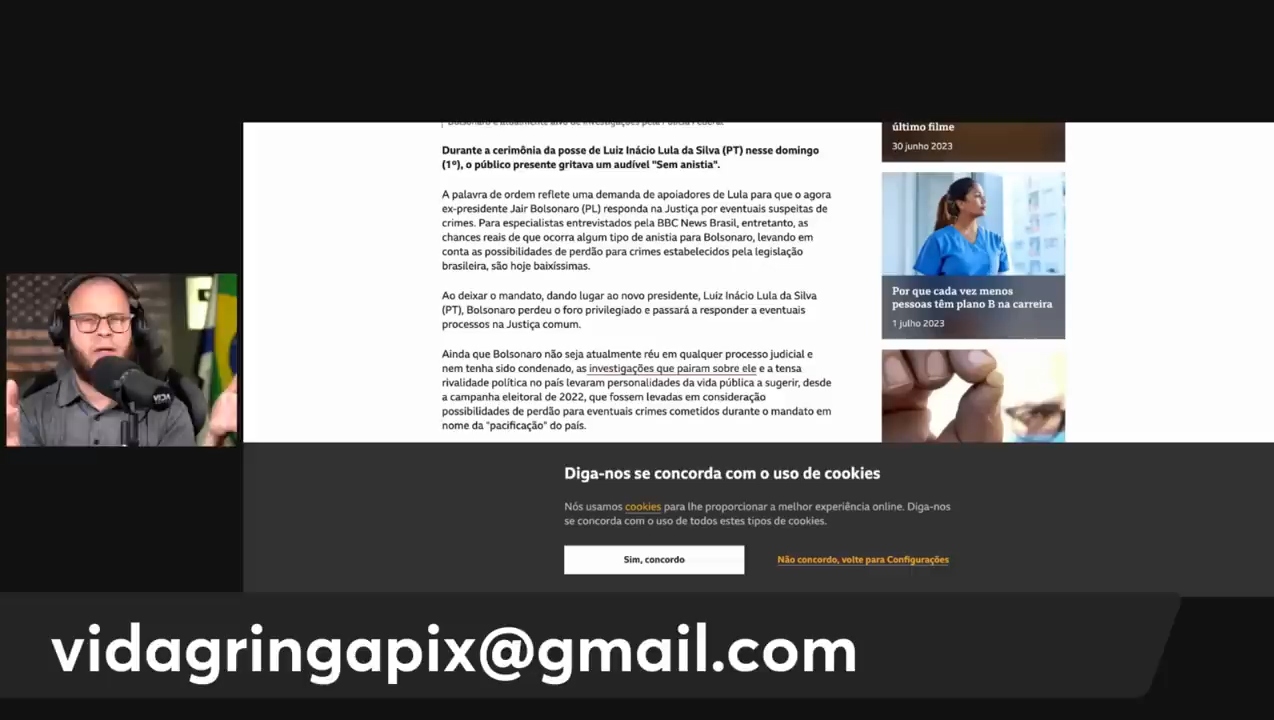 Bolsonaro é atualmente alvo de investigações pela Polícia Federal.
Durante a cerimônia da posse de Luiz Inácio Lula da Silva (PT) nesse domingo
(1º), o público presente gritava um audível "Sem anistia".
A palavra de ordem reflete uma demanda de apoiadores de Lula para que o agora
ex-presidente Jair Bolsonaro (PL) responda na Justiça por eventuais suspeitas de
crimes. Para especialistas entrevistados pela BBC News Brasil, entretanto, as
chances reais de que ocorra algum tipo de anistia para Bolsonaro, levando em
conta as possibilidades de perdão para crimes estabelecidos pela legislação
brasileira, são hoje baixíssimas.
Ao deixar o mandato, dando lugar ao novo presidente, Luiz Inácio Lula da Silva
(PT), Bolsonaro perdeu o foro privilegiado e passará a responder a eventuais
processos na Justiça comum.
Ainda que Bolsonaro não seja atualmente réu em qualquer processo judicial e
nem tenha sido condenado, as investigações que pairam sobre ele e a tensa
rivalidade política no país levaram personalidades da vida pública a sugerir, desde
a campanha eleitoral de 2022, que fossem levadas em consideração
possibilidades de perdão para eventuais crimes cometidos durante o mandato em
nome da "pacificação" do país.
último filme
30 junho 2023
Por que cada vez menos
pessoas têm plano B na carreira
1 julho 2023
VIDA
Diga-nos se concorda com o uso de cookies
Nós usamos cookies para lhe proporcionar a melhor experiência online. Diga-nos
se concorda com o uso de todos estes tipos de cookies.
Sim, concordo
Não concordo, volte para Configurações
vidagringapix@gmail.com